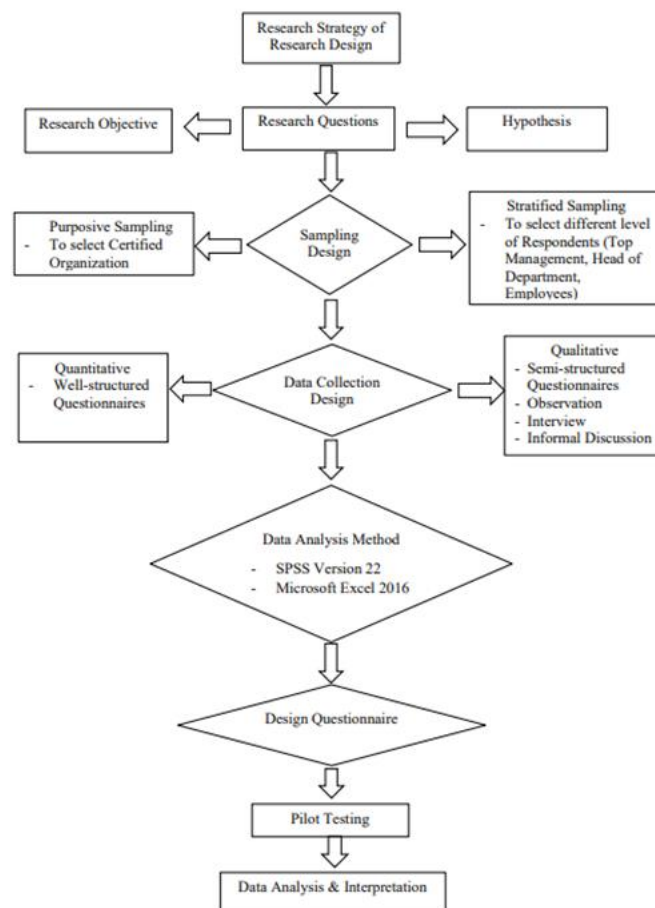 Research Strategy of
Research Design
Research Objective
Research Questions
Hypothesis
Purposive Sampling
- To select Certified
Organization
Sampling
Design
Stratified Sampling
- To select different level
of Respondents (Top
Management, Head of
Department,
Employees)
Quantitative
- Well-structured
Questionnaires
Data Collection
Design
Qualitative
- Semi-structured
Questionnaires
- Observation
- Interview
- Informal Discussion
Data Analysis Method
- SPSS Version 22
- Microsoft Excel 2016
Design Questionnaire
Pilot Testing
Data Analysis & Interpretation